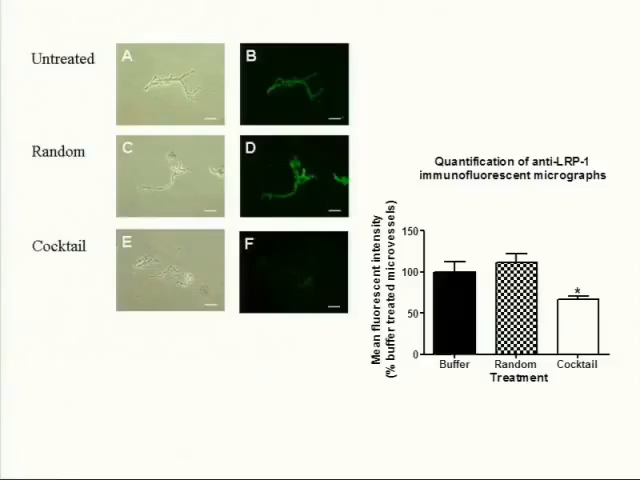 Untreated
A
B
Random
C
D
Cocktail
E
F
Quantification of anti-LRP-1
immunofluorescent micrographs
Mean fluorescent intensity
(% buffer treated microvessels)
150
100
50
0
*
Buffer
Random
Cocktail
Treatment